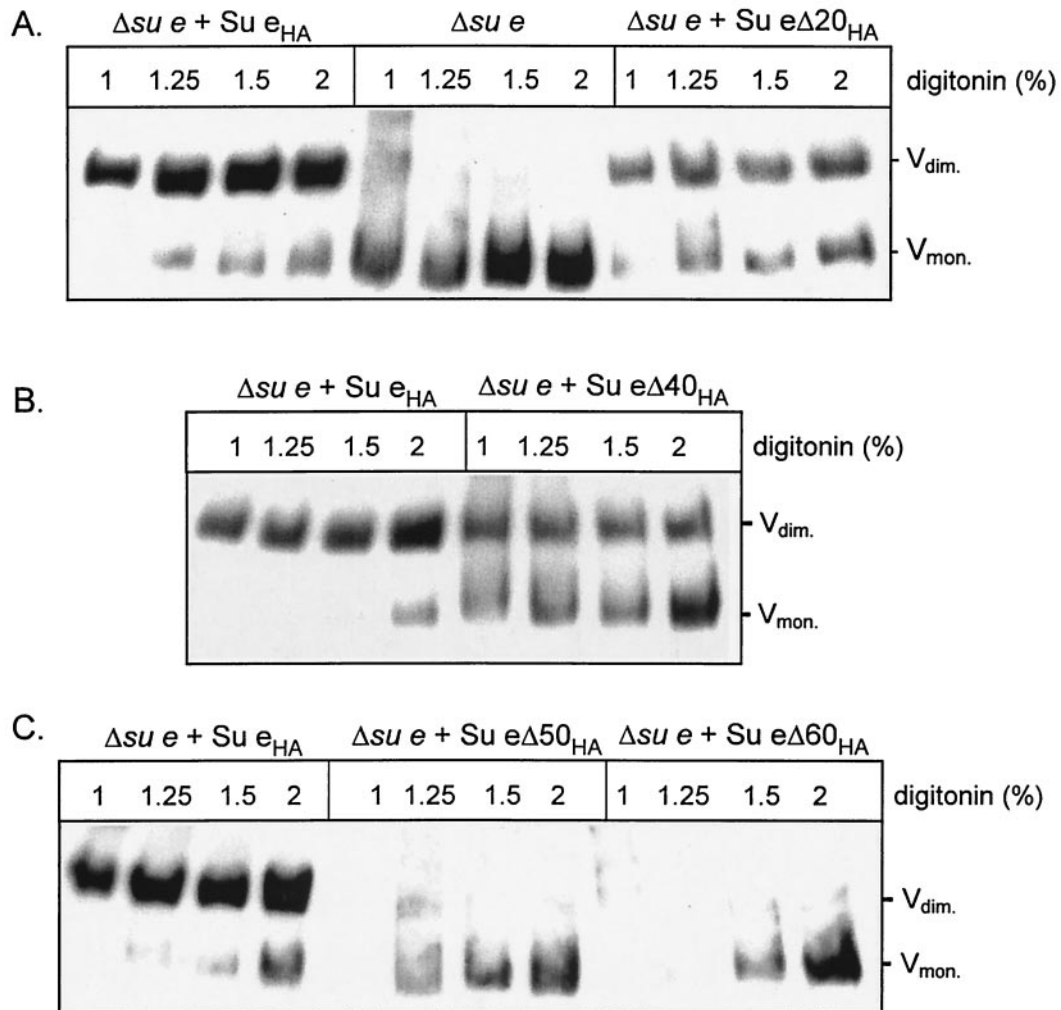 A.
Δsu e + Su eHA Δsu e Δsu e + Su eΔ20HA
1 1.25 1.5 2 1 1.25 1.5 2 1 1.25 1.5 2 digitonin (%)
Vdim.
Vmon.
B.
Δsu e + Su eHA Δsu e + Su eΔ40HA
1 1.25 1.5 2 1 1.25 1.5 2 digitonin (%)
Vdim.
Vmon.
C.
Δsu e + Su eHA Δsu e + Su eΔ50HA Δsu e + Su eΔ60HA
1 1.25 1.5 2 1 1.25 1.5 2 1 1.25 1.5 2 digitonin (%)
Vdim.
Vmon.